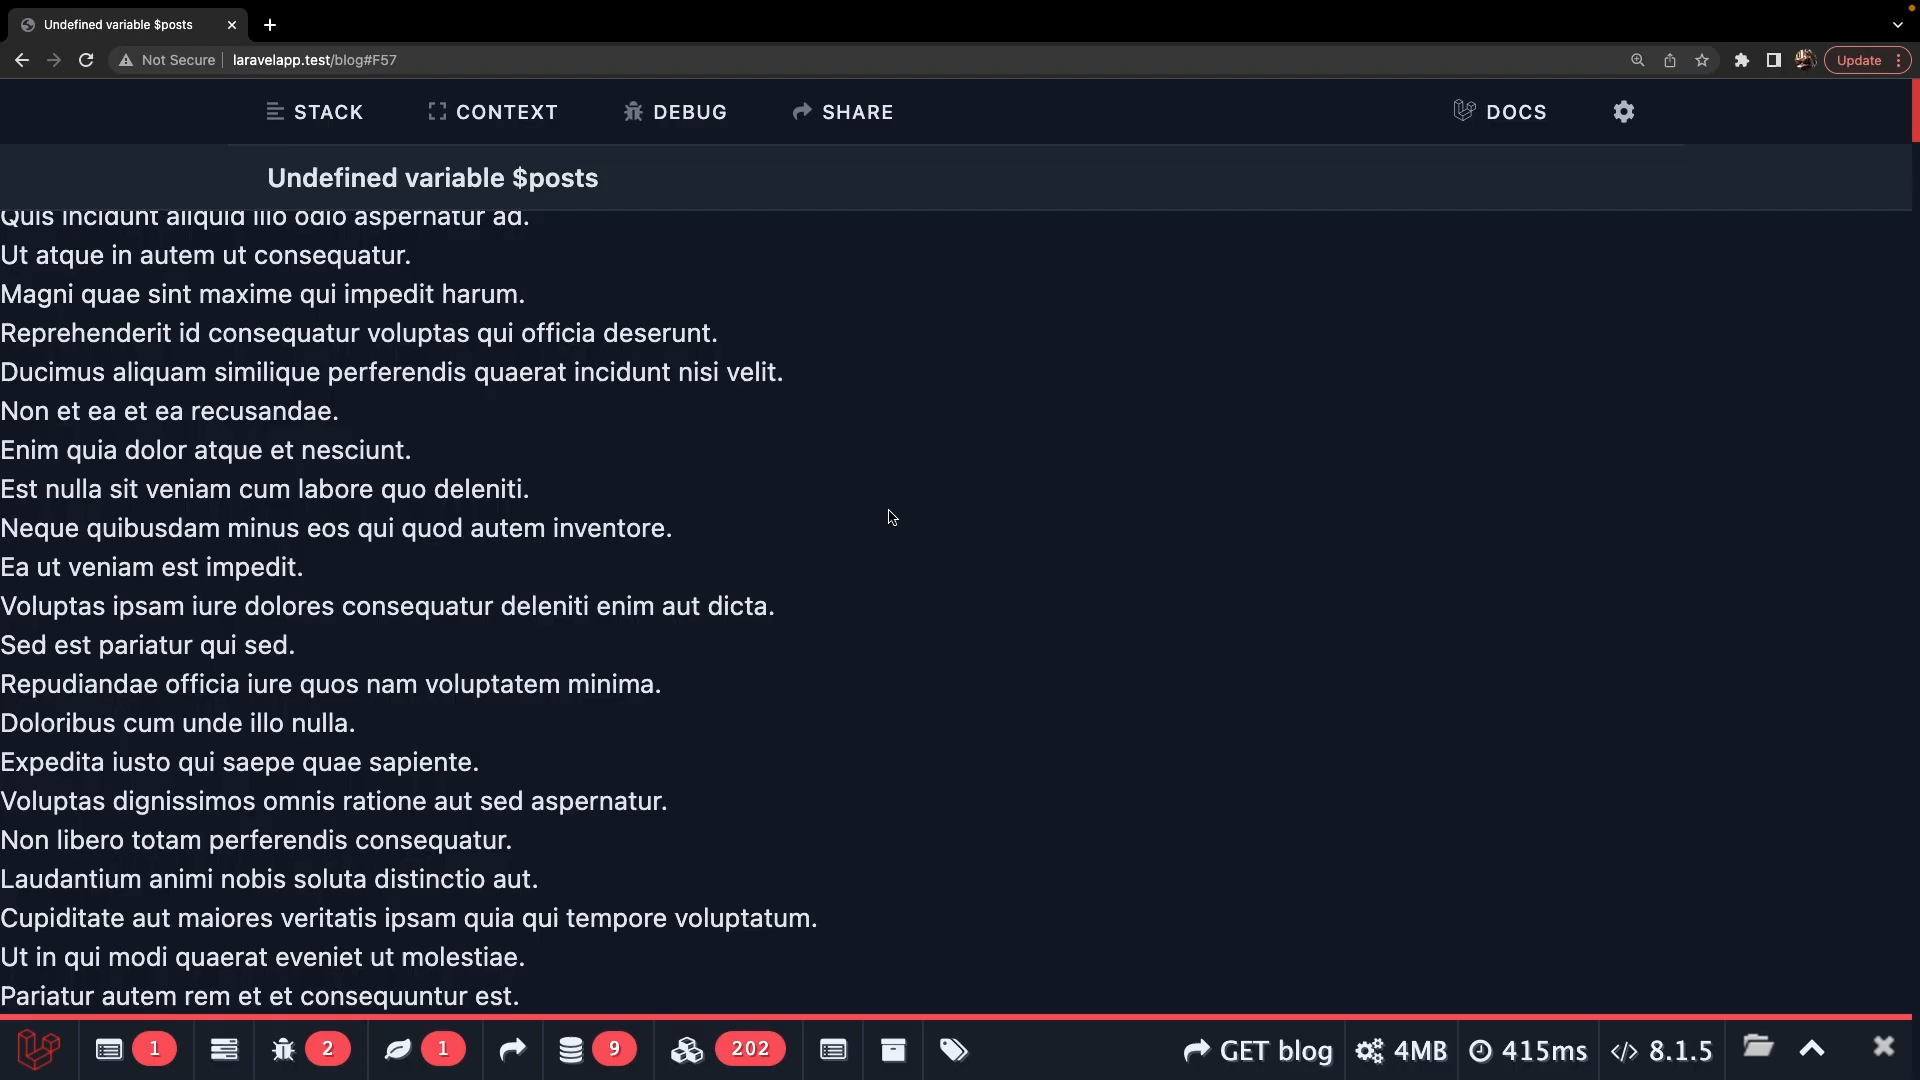 Undefined variable $posts
Not Secure laravelapp.test/blog#F57 Update
STACK CONTEXT DEBUG SHARE DOCS
Undefined variable $posts
Quis incidunt aliquid illo odio aspernatur ad.
Ut atque in autem ut consequatur.
Magni quae sint maxime qui impedit harum.
Reprehenderit id consequatur voluptas qui officia deserunt.
Ducimus aliquam similique perferendis quaerat incidunt nisi velit.
Non et ea et ea recusandae.
Enim quia dolor atque et nesciunt.
Est nulla sit veniam cum labore quo deleniti.
Neque quibusdam minus eos qui quod autem inventore.
Ea ut veniam est impedit.
Voluptas ipsam iure dolores consequatur deleniti enim aut dicta.
Sed est pariatur qui sed.
Repudiandae officia iure quos nam voluptatem minima.
Doloribus cum unde illo nulla.
Expedita iusto qui saepe quae sapiente.
Voluptas dignissimos omnis ratione aut sed aspernatur.
Non libero totam perferendis consequatur.
Laudantium animi nobis soluta distinctio aut.
Cupiditate aut maiores veritatis ipsam quia qui tempore voluptatum.
Ut in qui modi quaerat eveniet ut molestiae.
Pariatur autem rem et et consequuntur est.
1 2 1 9 202 GET blog 4MB 415ms 8.1.5